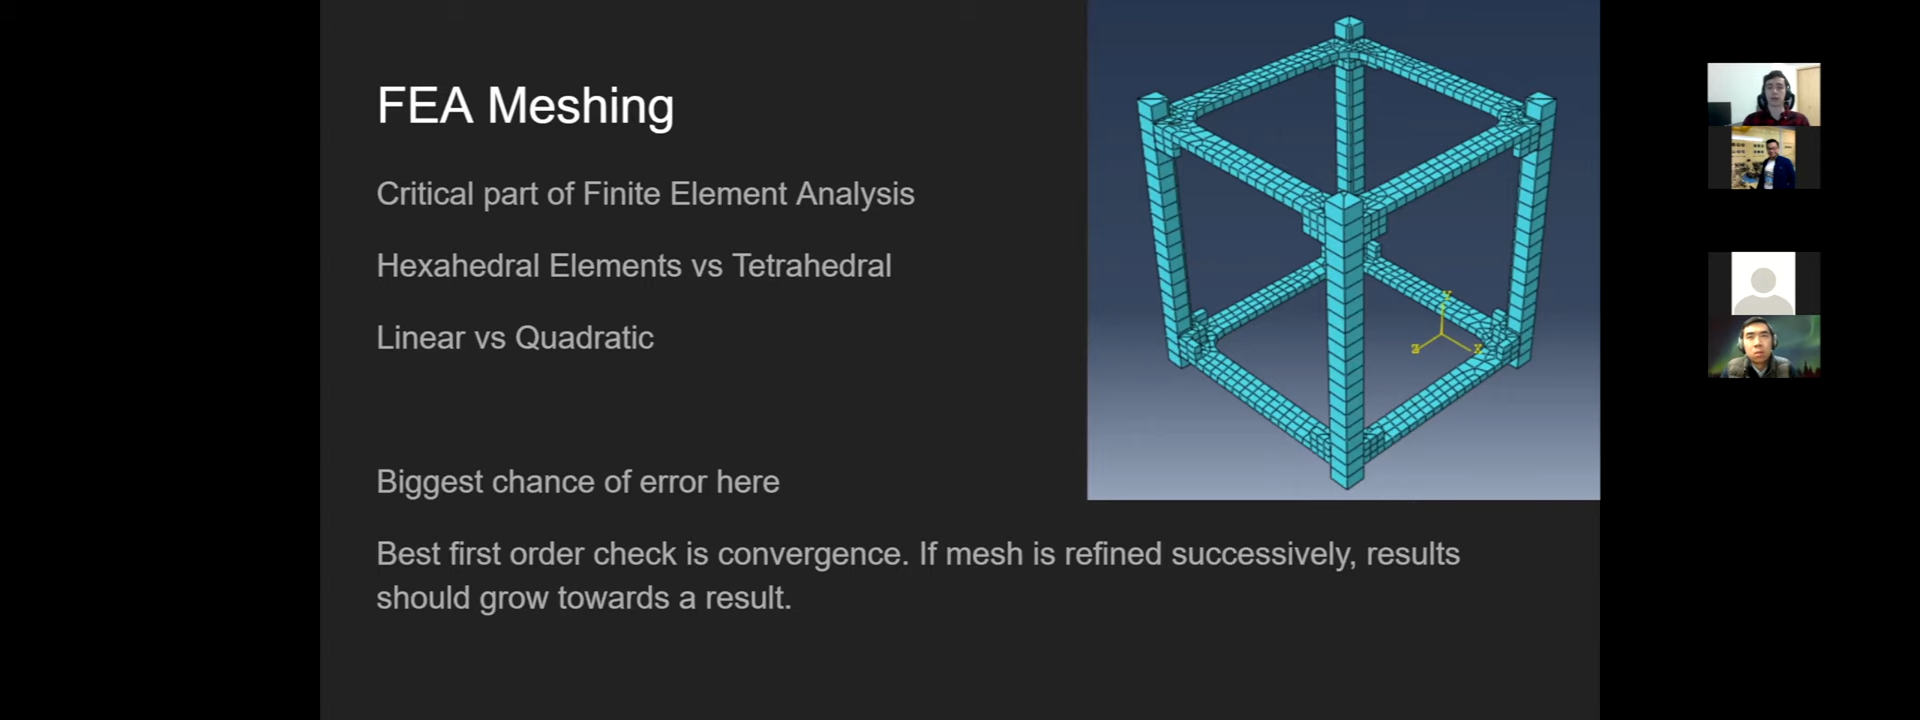 FEA Meshing
Critical part of Finite Element Analysis
Hexahedral Elements vs Tetrahedral
Linear vs Quadratic
Biggest chance of error here
Best first order check is convergence. If mesh is refined successively, results
should grow towards a result.
Y
Z
X